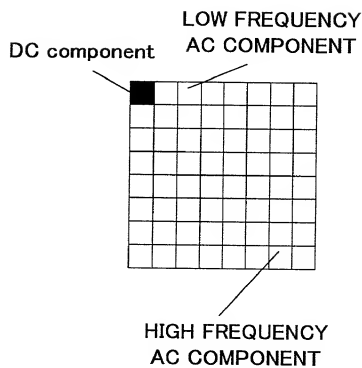 LOW FREQUENCY
AC COMPONENT
DC component
HIGH FREQUENCY
AC COMPONENT